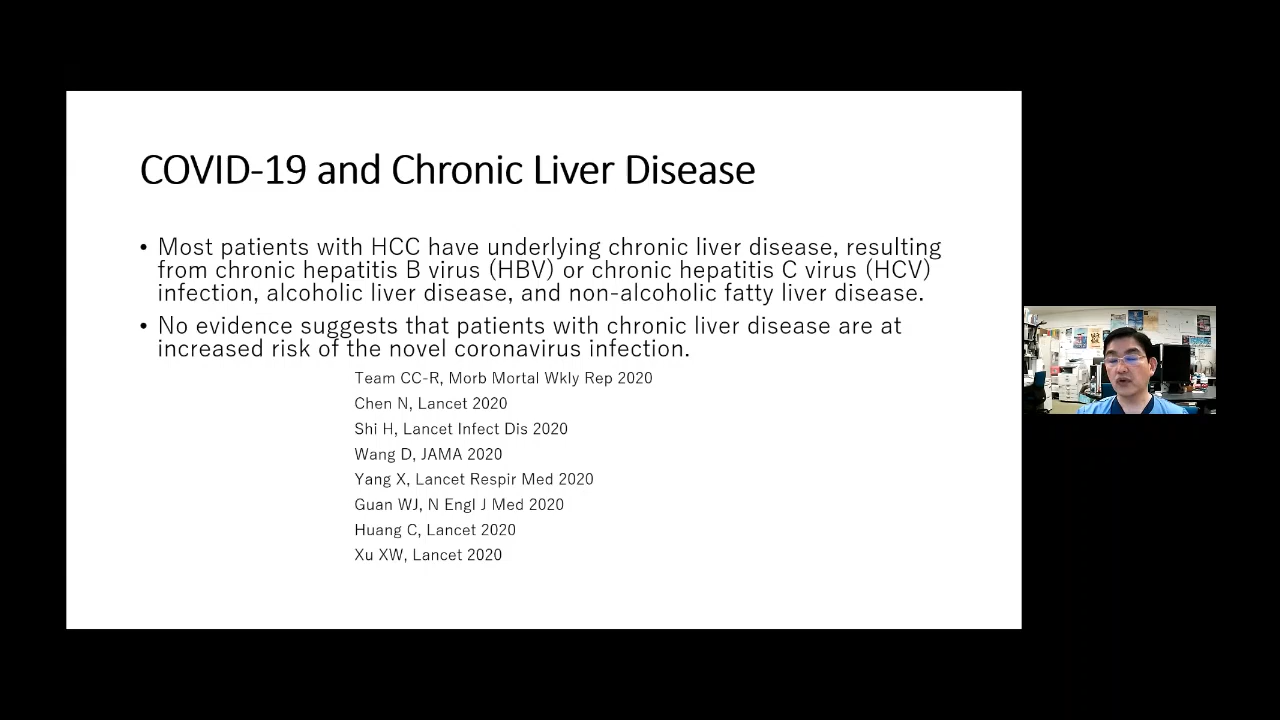 COVID-19 and Chronic Liver Disease
• Most patients with HCC have underlying chronic liver disease, resulting
from chronic hepatitis B virus (HBV) or chronic hepatitis C virus (HCV)
infection, alcoholic liver disease, and non-alcoholic fatty liver disease.
• No evidence suggests that patients with chronic liver disease are at
increased risk of the novel coronavirus infection.
Team CC-R, Morb Mortal Wkly Rep 2020
Chen N, Lancet 2020
Shi H, Lancet Infect Dis 2020
Wang D, JAMA 2020
Yang X, Lancet Respir Med 2020
Guan WJ, N Engl J Med 2020
Huang C, Lancet 2020
Xu XW, Lancet 2020